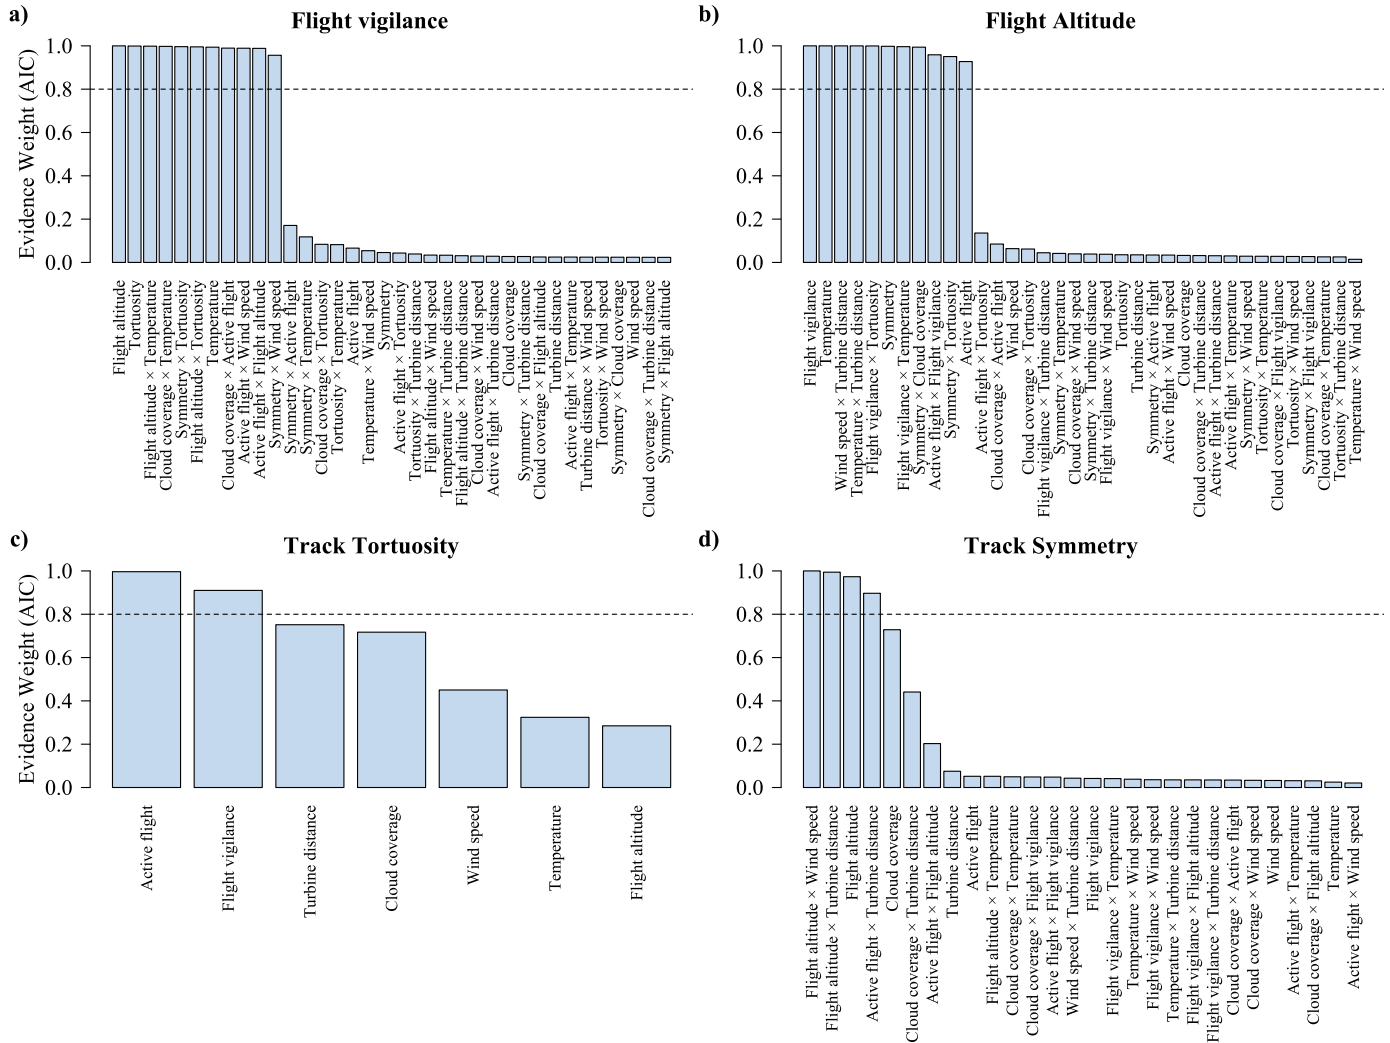 a)
Flight vigilance
Evidence Weight (AIC)
1.0
0.8
0.6
0.4
0.2
0.0
Flight altitude
Tortuosity
Flight altitude × Temperature
Cloud coverage × Temperature
Symmetry × Tortuosity
Flight altitude × Tortuosity
Temperature
Cloud coverage × Active flight
Active flight × Wind speed
Active flight × Flight altitude
Symmetry × Wind speed
Symmetry × Active flight
Symmetry × Temperature
Cloud coverage × Tortuosity
Tortuosity × Temperature
Active flight
Temperature × Wind speed
Symmetry
Active flight × Tortuosity
Tortuosity × Turbine distance
Flight altitude × Wind speed
Temperature × Turbine distance
Flight altitude × Turbine distance
Cloud coverage × Wind speed
Active flight × Turbine distance
Cloud coverage
Symmetry × Turbine distance
Cloud coverage × Flight altitude
Turbine distance
Active flight × Temperature
Turbine distance × Wind speed
Tortuosity × Wind speed
Symmetry × Cloud coverage
Wind speed
Cloud coverage × Turbine distance
Symmetry × Flight altitude
b)
Flight Altitude
1.0
0.8
0.6
0.4
0.2
0.0
Flight vigilance
Temperature
Wind speed × Turbine distance
Temperature × Turbine distance
Flight vigilance × Tortuosity
Symmetry
Flight vigilance × Temperature
Symmetry × Cloud coverage
Active flight × Flight vigilance
Symmetry × Tortuosity
Active flight
Active flight × Tortuosity
Cloud coverage × Active flight
Wind speed
Cloud coverage × Tortuosity
Flight vigilance × Turbine distance
Symmetry × Temperature
Cloud coverage × Wind speed
Symmetry × Turbine distance
Flight vigilance × Wind speed
Tortuosity
Turbine distance
Symmetry × Active flight
Active flight × Wind speed
Cloud coverage
Cloud coverage × Turbine distance
Active flight × Turbine distance
Active flight × Temperature
Symmetry × Wind speed
Tortuosity × Temperature
Cloud coverage × Flight vigilance
Tortuosity × Wind speed
Symmetry × Flight vigilance
Cloud coverage × Temperature
Tortuosity × Turbine distance
Temperature × Wind speed
c)
Track Tortuosity
Evidence Weight (AIC)
1.0
0.8
0.6
0.4
0.2
0.0
Active flight
Flight vigilance
Turbine distance
Cloud coverage
Wind speed
Temperature
Flight altitude
d)
Track Symmetry
1.0
0.8
0.6
0.4
0.2
0.0
Flight altitude × Wind speed
Flight altitude × Turbine distance
Flight altitude
Active flight × Turbine distance
Cloud coverage
Cloud coverage × Turbine distance
Active flight × Flight altitude
Turbine distance
Active flight
Flight altitude × Temperature
Cloud coverage × Temperature
Cloud coverage × Flight vigilance
Active flight × Flight vigilance
Wind speed × Turbine distance
Flight vigilance
Flight vigilance × Temperature
Temperature × Wind speed
Flight vigilance × Wind speed
Temperature × Turbine distance
Flight vigilance × Flight altitude
Flight vigilance × Turbine distance
Cloud coverage × Active flight
Cloud coverage × Wind speed
Wind speed
Active flight × Temperature
Cloud coverage × Flight altitude
Temperature
Active flight × Wind speed